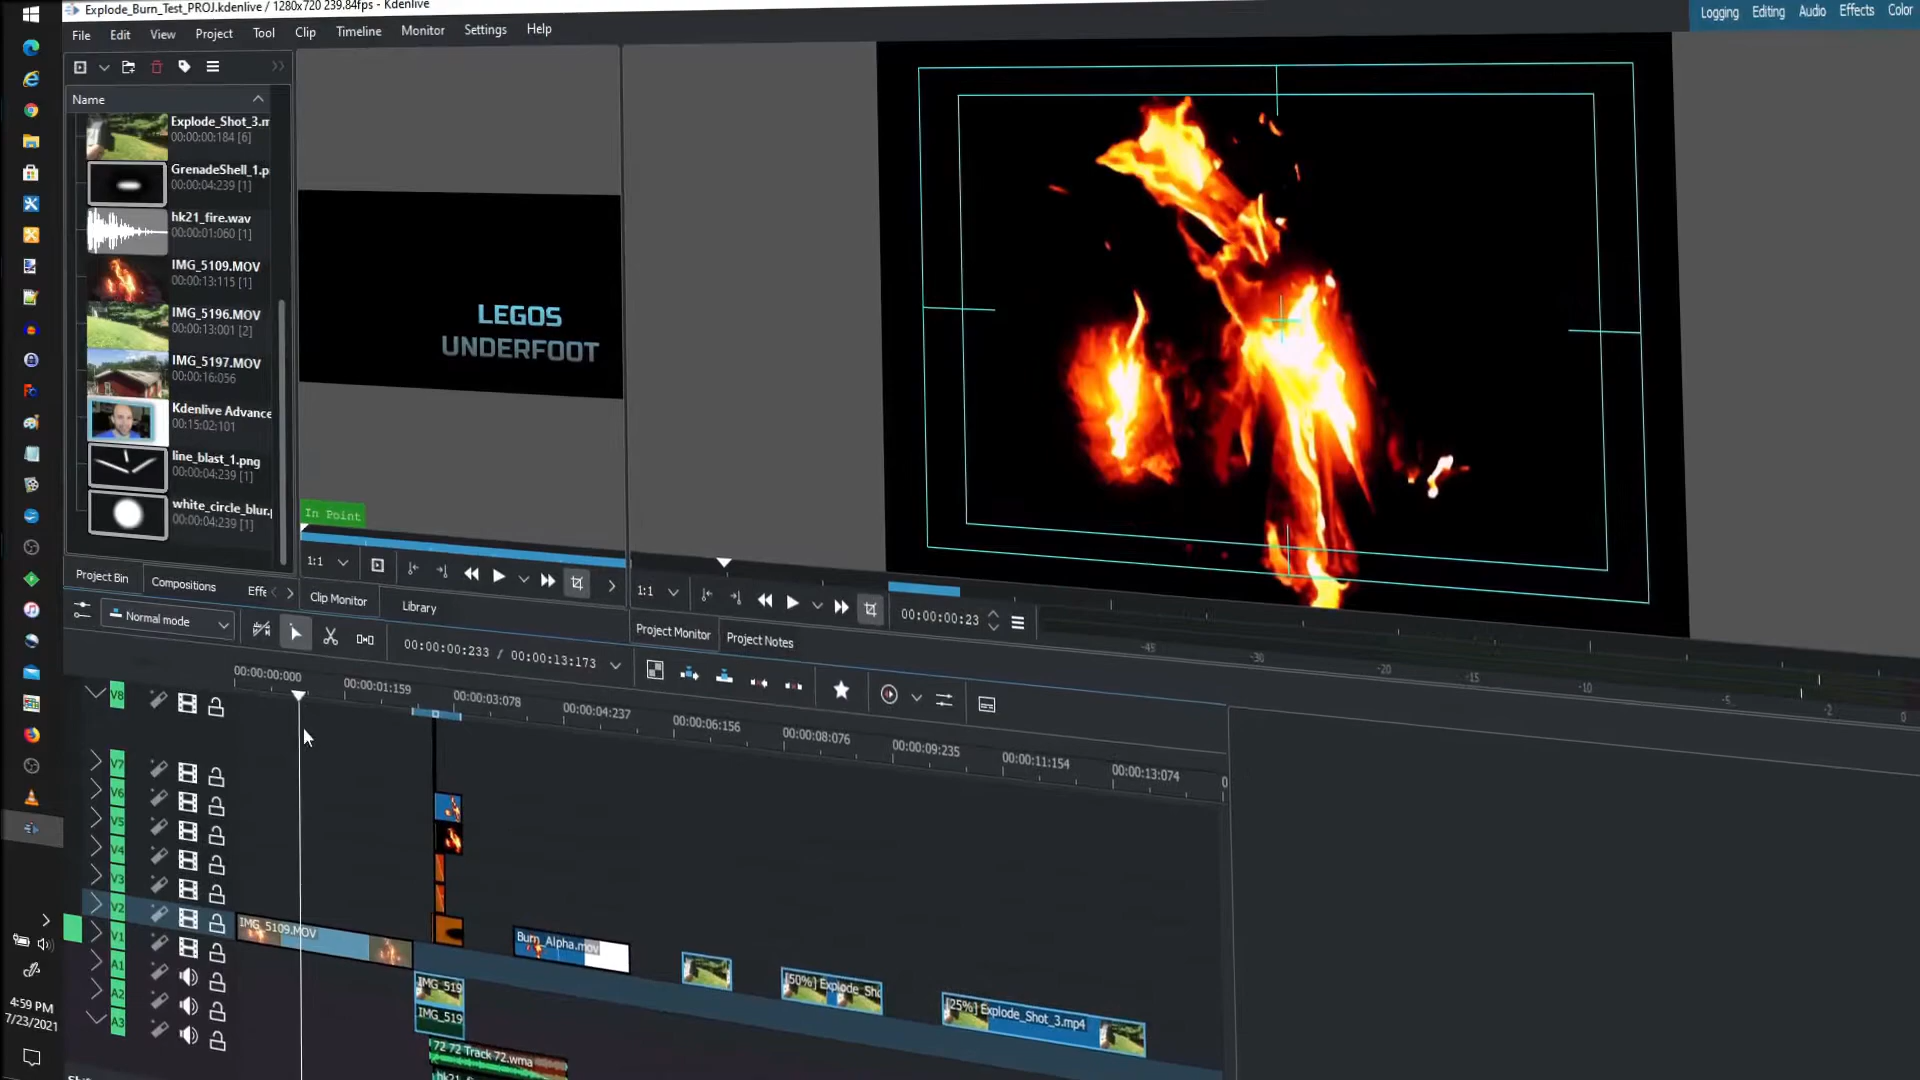 Explode_Burn_Test_PROJ.kdenlive / 1280x720 239.84fps - Kdenlive
Logging Editing Audio Effects Color
File Edit View Project Tool Clip Timeline Monitor Settings Help
Name
Explode_Shot_3.m
00:00:00:184 [6]
GrenadeShell_1.p
00:00:04:239 [1]
hk21_fire.wav
00:00:01:060 [1]
IMG_5109.MOV
00:00:13:115 [1]
IMG_5196.MOV
00:00:13:001 [2]
IMG_5197.MOV
00:00:16:056
Kdenlive Advance
00:15:02:101
line_blast_1.png
00:00:04:239 [1]
white_circle_blur.p
00:00:04:239 [1]
LEGOS
UNDERFOOT
In Point
1:1
1:1
00:00:00:23
Project Bin Compositions Effe
Clip Monitor Library
Project Monitor Project Notes
-45 -30 -20 -15 -10 -5 -2 0
Normal mode
00:00:00:233 / 00:00:13:173
00:00:00:000 00:00:01:159 00:00:03:078 00:00:04:237 00:00:06:156 00:00:08:076 00:00:09:235 00:00:11:154 00:00:13:074 0
V8
V7
V6
V5
V4
V3
V2
V1
A1
A2
A3
IMG_5109.MOV
Burn_Alpha.mov
IMG_519
IMG_519
[50%] Explode_Sho
[25%] Explode_Shot_3.mp4
72 72 Track 72.wma
hk21_f
4:59 PM
7/23/2021